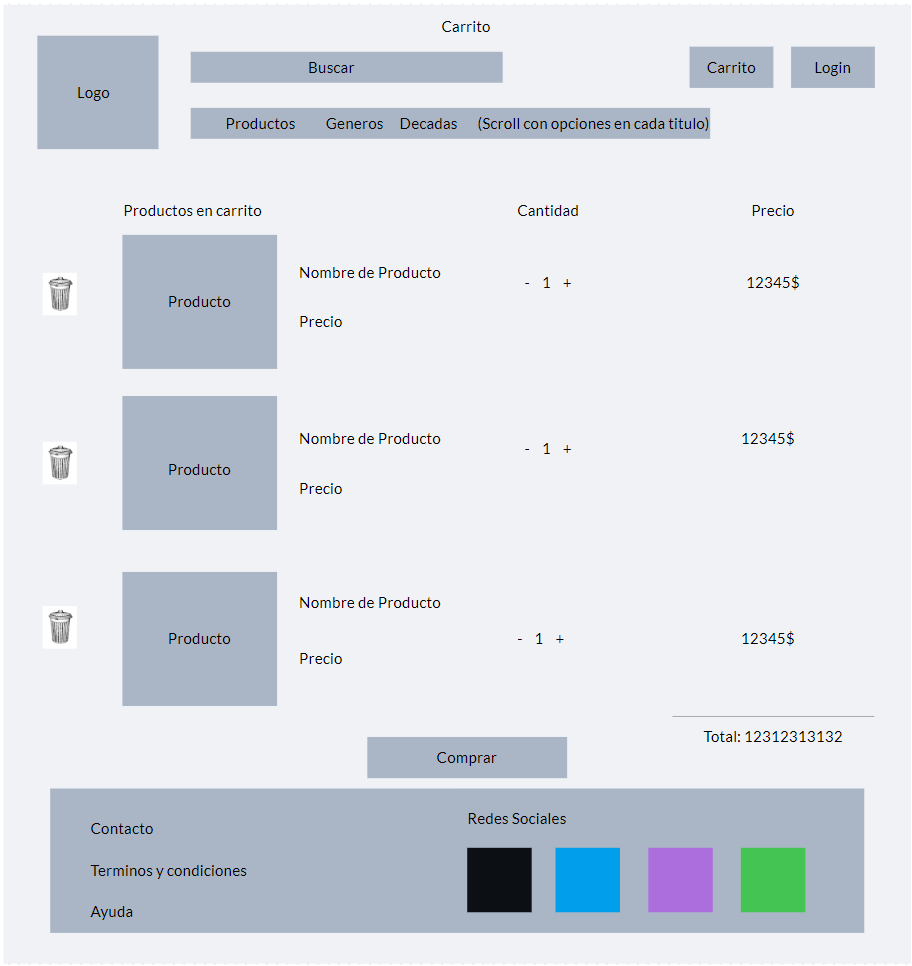 Carrito
Logo
Buscar
Carrito
Login
Productos Generos Decadas (Scroll con opciones en cada titulo)
Productos en carrito
Cantidad
Precio
Producto
Nombre de Producto
Precio
- 1 +
12345$
Producto
Nombre de Producto
Precio
- 1 +
12345$
Producto
Nombre de Producto
Precio
- 1 +
12345$
Total: 12312313132
Comprar
Contacto
Terminos y condiciones
Ayuda
Redes Sociales